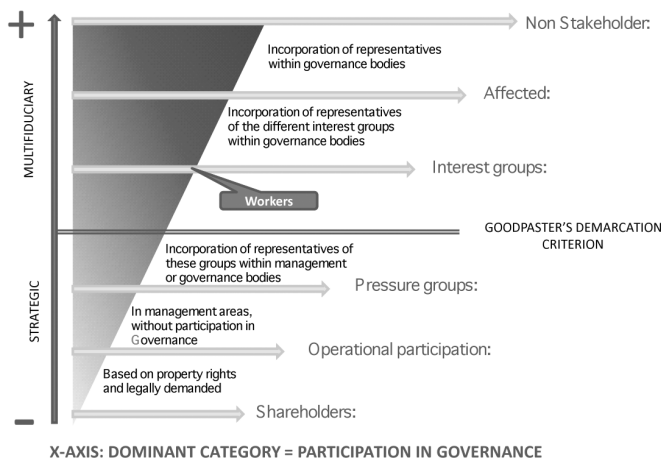 +
Non Stakeholder:
Incorporation of representatives
within governance bodies
Affected:
Incorporation of representatives
of the different interest groups
within governance bodies
MULTIFIDUCIARY
Interest groups:
Workers
GOODPASTER'S DEMARCATION
CRITERION
Incorporation of representatives of
these groups within management
or governance bodies
Pressure groups:
STRATEGIC
In management areas,
without participation in
Governance
Operational participation:
Based on property rights
and legally demanded
Shareholders:
–
X-AXIS: DOMINANT CATEGORY = PARTICIPATION IN GOVERNANCE